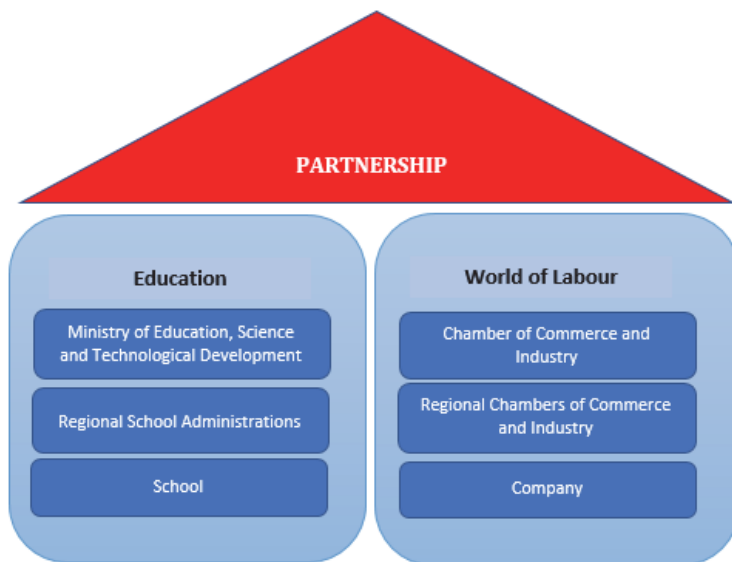 PARTNERSHIP
Education
Ministry of Education, Science
and Technological Development
Regional School Administrations
School
World of Labour
Chamber of Commerce and
Industry
Regional Chambers of Commerce
and Industry
Company